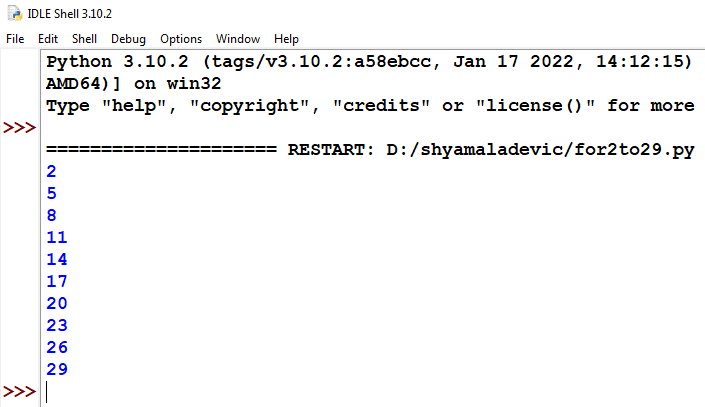 IDLE Shell 3.10.2
File Edit Shell Debug Options Window Help
Python 3.10.2 (tags/v3.10.2:a58ebcc, Jan 17 2022, 14:12:15)
AMD64)] on win32
Type "help", "copyright", "credits" or "license()" for more
>>>
===================== RESTART: D:/shyamaladevic/for2to29.py
2
5
8
11
14
17
20
23
26
29
>>>